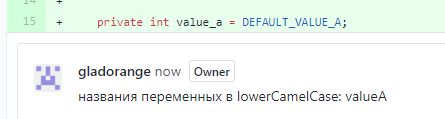 14 +
15 + private int value_a = DEFAULT_VALUE_A;
gladorange now Owner
названия переменных в lowerCamelCase: valueA